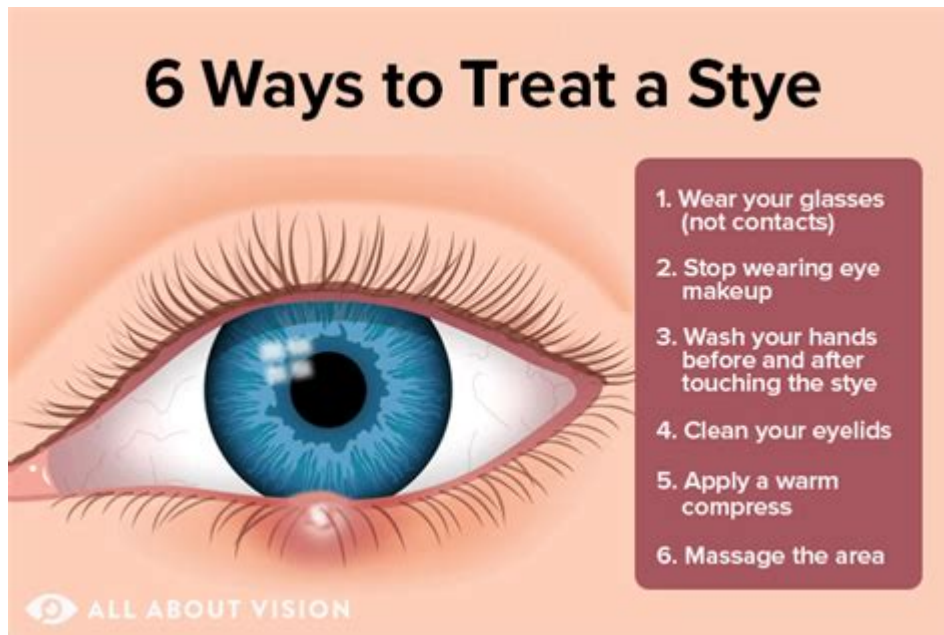 6 Ways to Treat a Stye
1. Wear your glasses
(not contacts)
2. Stop wearing eye
makeup
3. Wash your hands
before and after
touching the stye
4. Clean your eyelids
5. Apply a warm
compress
6. Massage the area
ALL ABOUT VISION